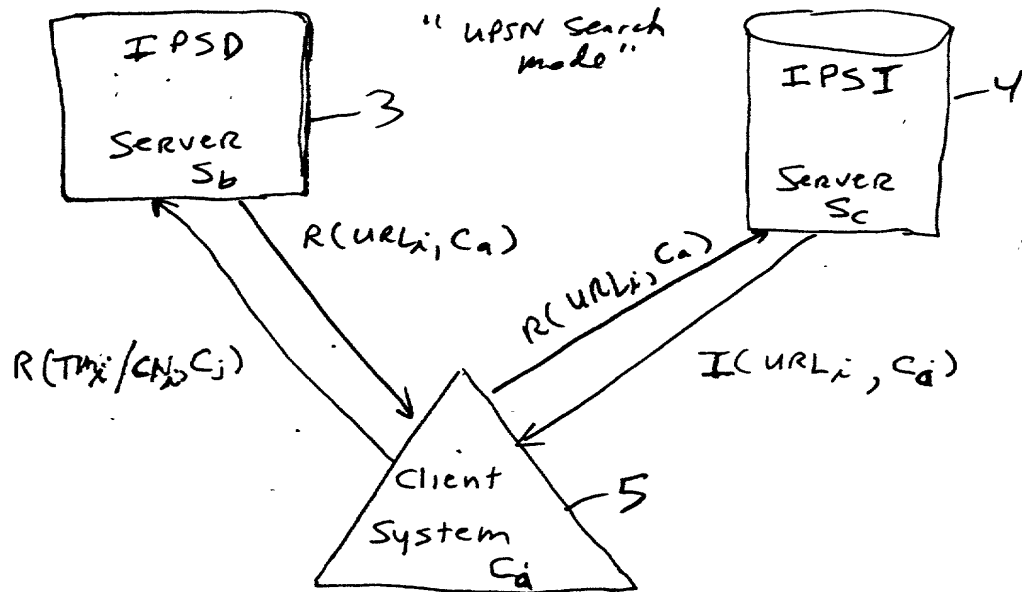 IPSD
SERVER
Sb
3
"UPSN Search
mode"
IPSI
SERVER
Sc
4
R(URLi, Ca)
R(URLi, Ca)
R(TMi/CNi, Cj)
I(URLi, Ca)
Client
System
Ca
5